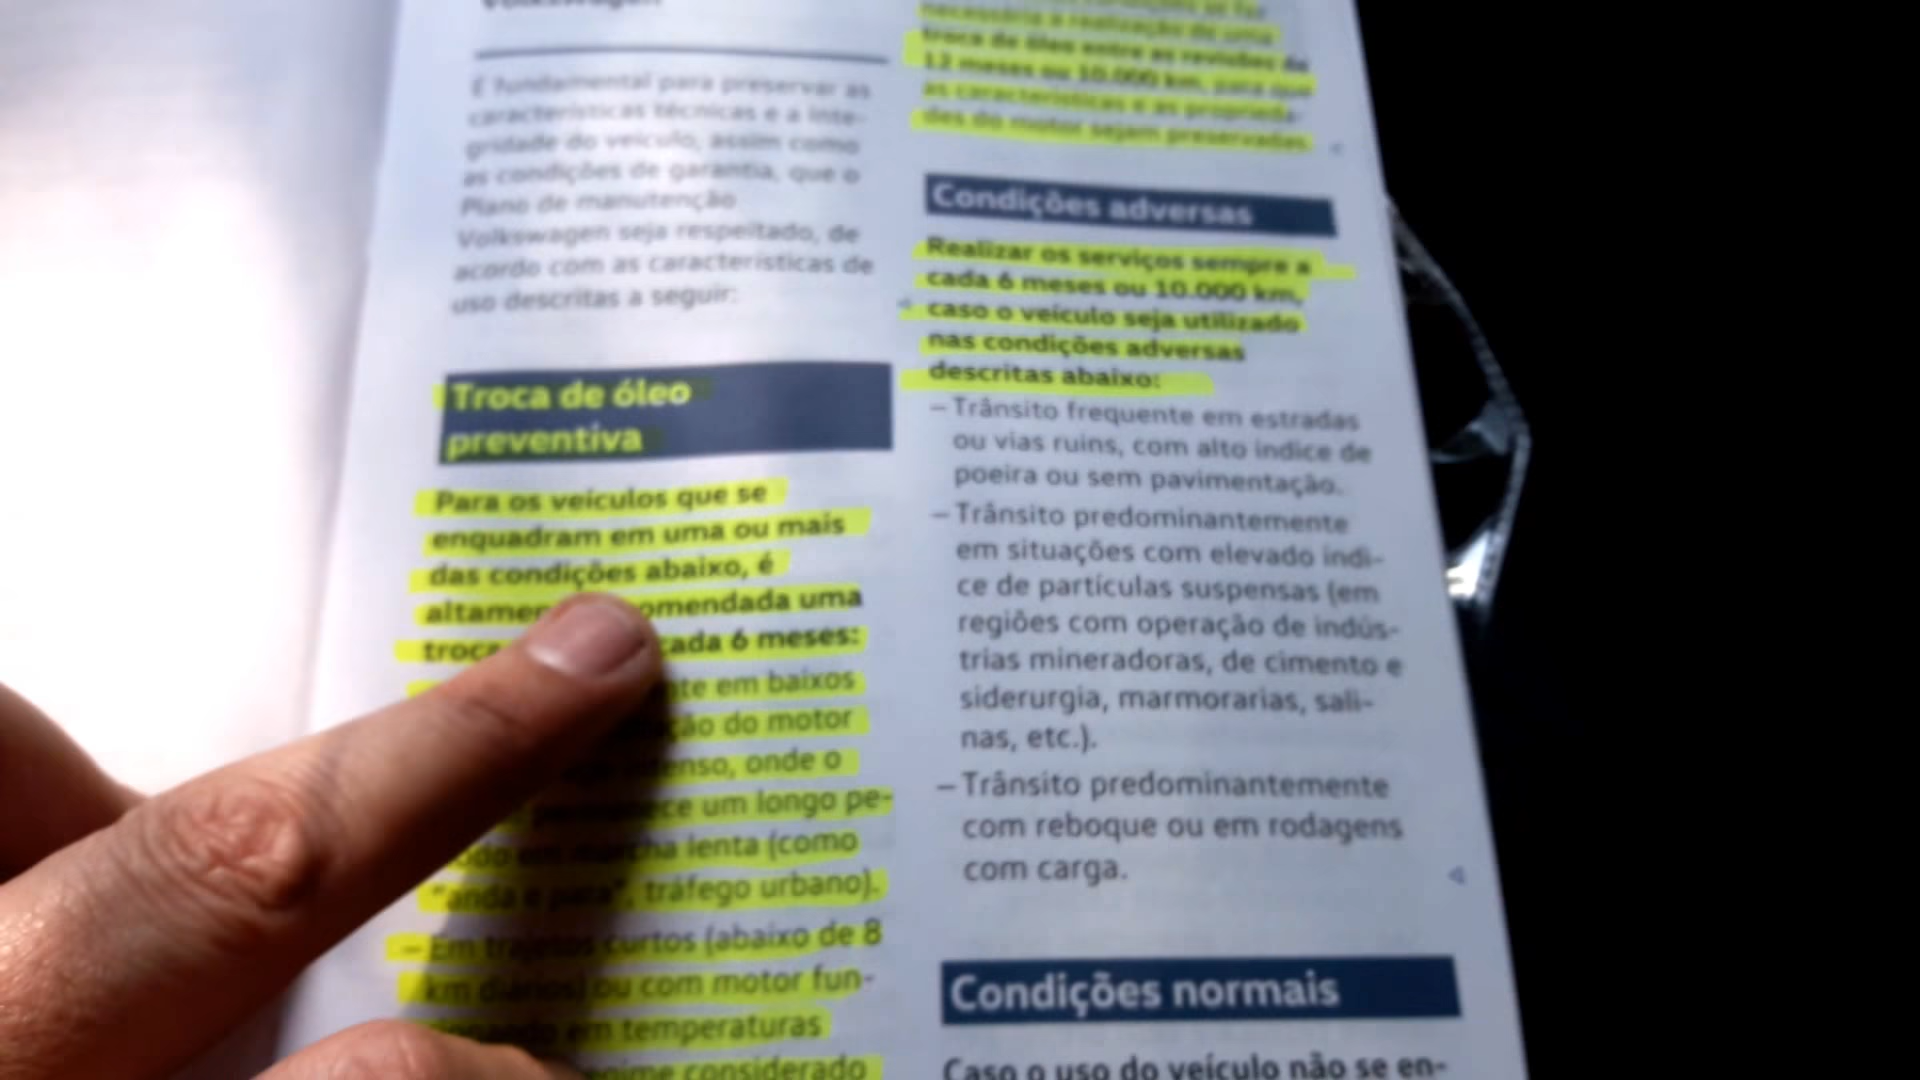 Volkswagen
É fundamental para preservar as
características técnicas e a inte-
gridade do veículo, assim como
as condições de garantia, que o
Plano de manutenção
Volkswagen seja respeitado, de
acordo com as características de
uso descritas a seguir:
Troca de óleo
preventiva
Para os veículos que se
enquadram em uma ou mais
das condições abaixo, é
omendada uma
troca cada 6 meses:
em baixos
do motor
onde o
um longo pe-
em marcha lenta (como
"anda e para", tráfego urbano).
– Em trajetos curtos (abaixo de 8
km diários) ou com motor fun-
em temperaturas
considerado
necessária a realização de uma
troca de óleo entre as revisões de
12 meses ou 10.000 km, para que
as características e as proprieda-
des do motor sejam preservadas.
Condições adversas
Realizar os serviços sempre a
cada 6 meses ou 10.000 km,
caso o veículo seja utilizado
nas condições adversas
descritas abaixo:
– Trânsito frequente em estradas
ou vias ruins, com alto índice de
poeira ou sem pavimentação.
– Trânsito predominantemente
em situações com elevado índi-
ce de partículas suspensas (em
regiões com operação de indús-
trias mineradoras, de cimento e
siderurgia, marmorarias, sali-
nas, etc.).
– Trânsito predominantemente
com reboque ou em rodagens
com carga.
Condições normais
Caso o uso do veículo não se en-